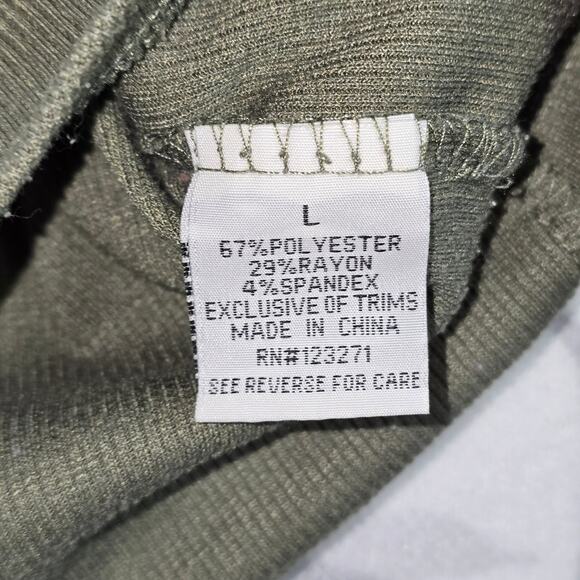 L
67%POLYESTER
29%RAYON
4%SPANDEX
EXCLUSIVE OF TRIMS
MADE IN CHINA
RN#123271
SEE REVERSE FOR CARE